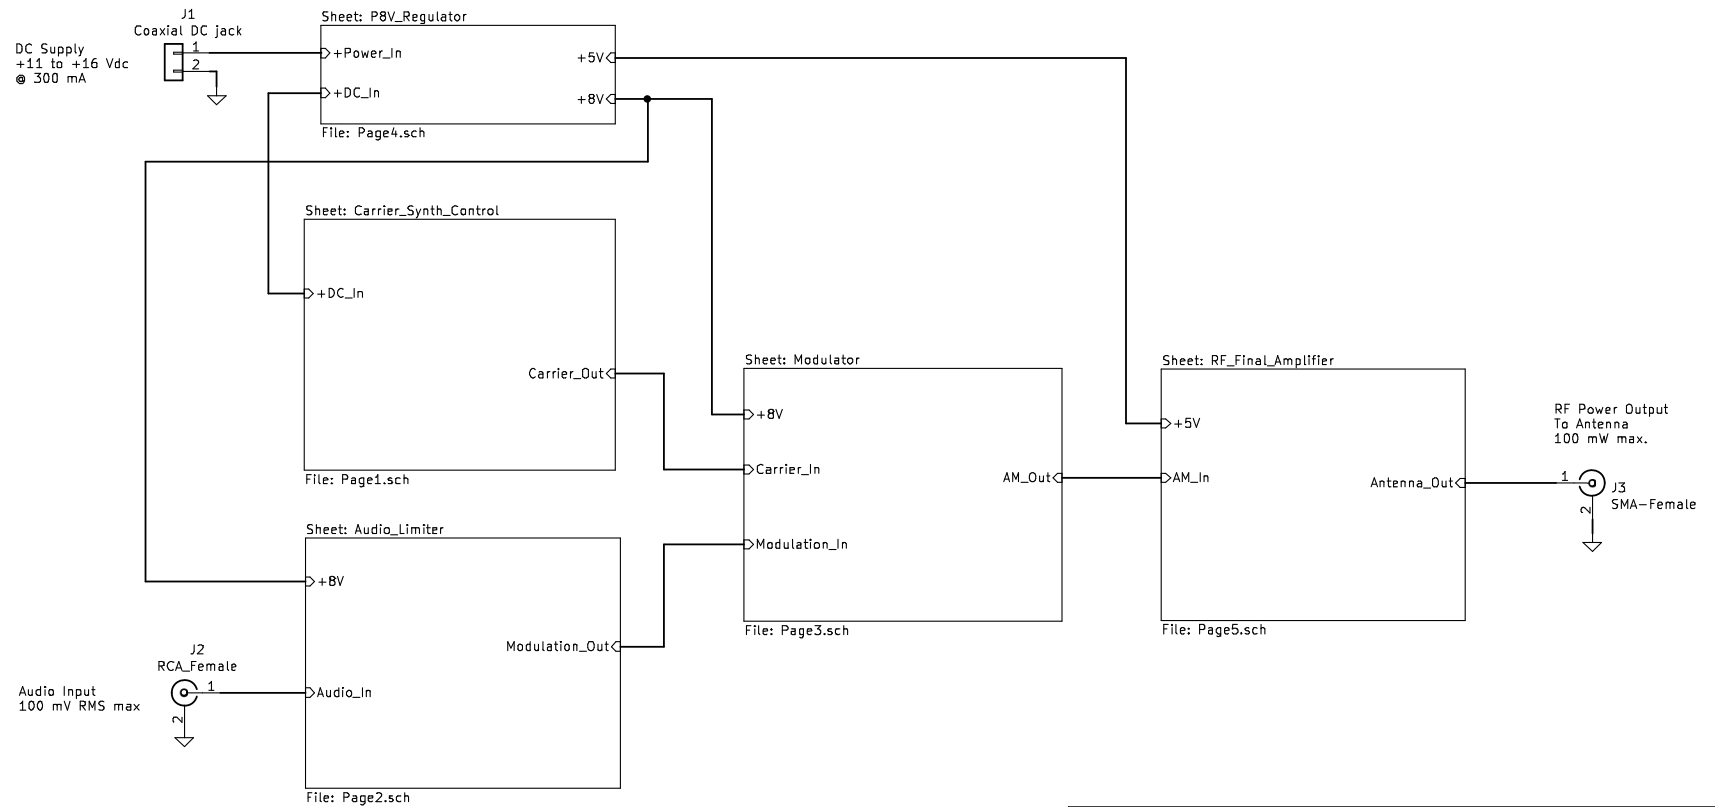 J1
Coaxial DC jack
DC Supply
+11 to +16 Vdc
@ 300 mA
1
2
Sheet: P8V_Regulator
+Power_In
+DC_In
+5V
+8V
File: Page4.sch
Sheet: Carrier_Synth_Control
+DC_In
Carrier_Out
File: Page1.sch
Sheet: Modulator
+8V
Carrier_In
Modulation_In
AM_Out
File: Page3.sch
Sheet: RF_Final_Amplifier
+5V
AM_In
Antenna_Out
File: Page5.sch
RF Power Output
To Antenna
100 mW max.
1
2
J3
SMA-Female
Sheet: Audio_Limiter
+8V
Modulation_Out
Audio_In
File: Page2.sch
J2
RCA_Female
Audio Input
100 mV RMS max
1
2